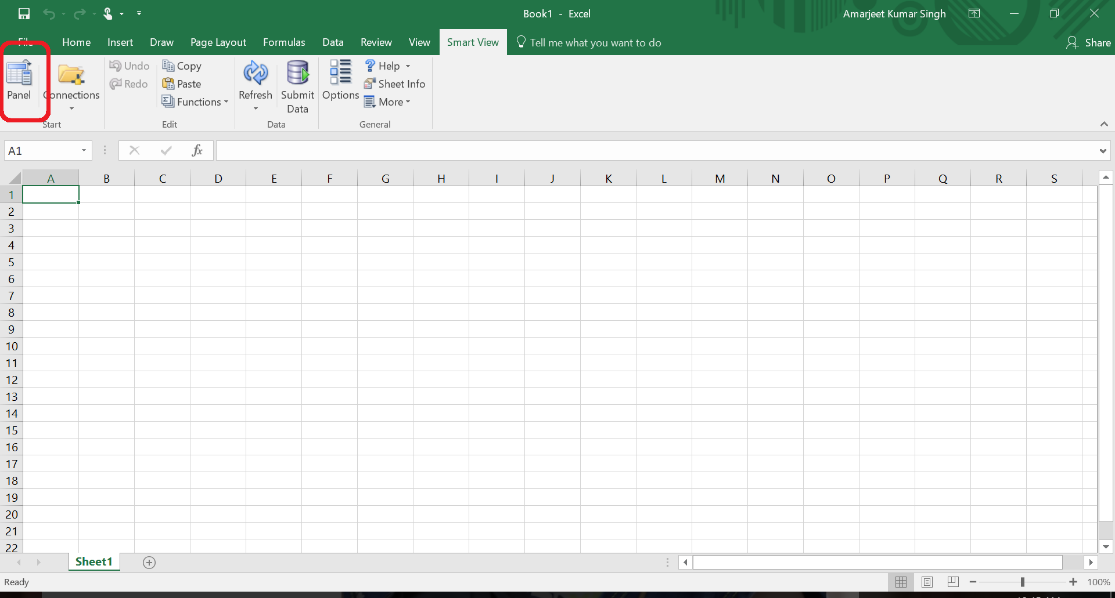 Book1 - Excel
Amarjeet Kumar Singh
File Home Insert Draw Page Layout Formulas Data Review View Smart View Tell me what you want to do Share
Panel
Connections
Start
Undo
Redo
Copy
Paste
Functions
Edit
Refresh
Submit
Data
Data
Options
Help
Sheet Info
More
General
A1
fx
A B C D E F G H I J K L M N O P Q R S
1
2
3
4
5
6
7
8
9
10
11
12
13
14
15
16
17
18
19
20
21
22
Sheet1
Ready
100%